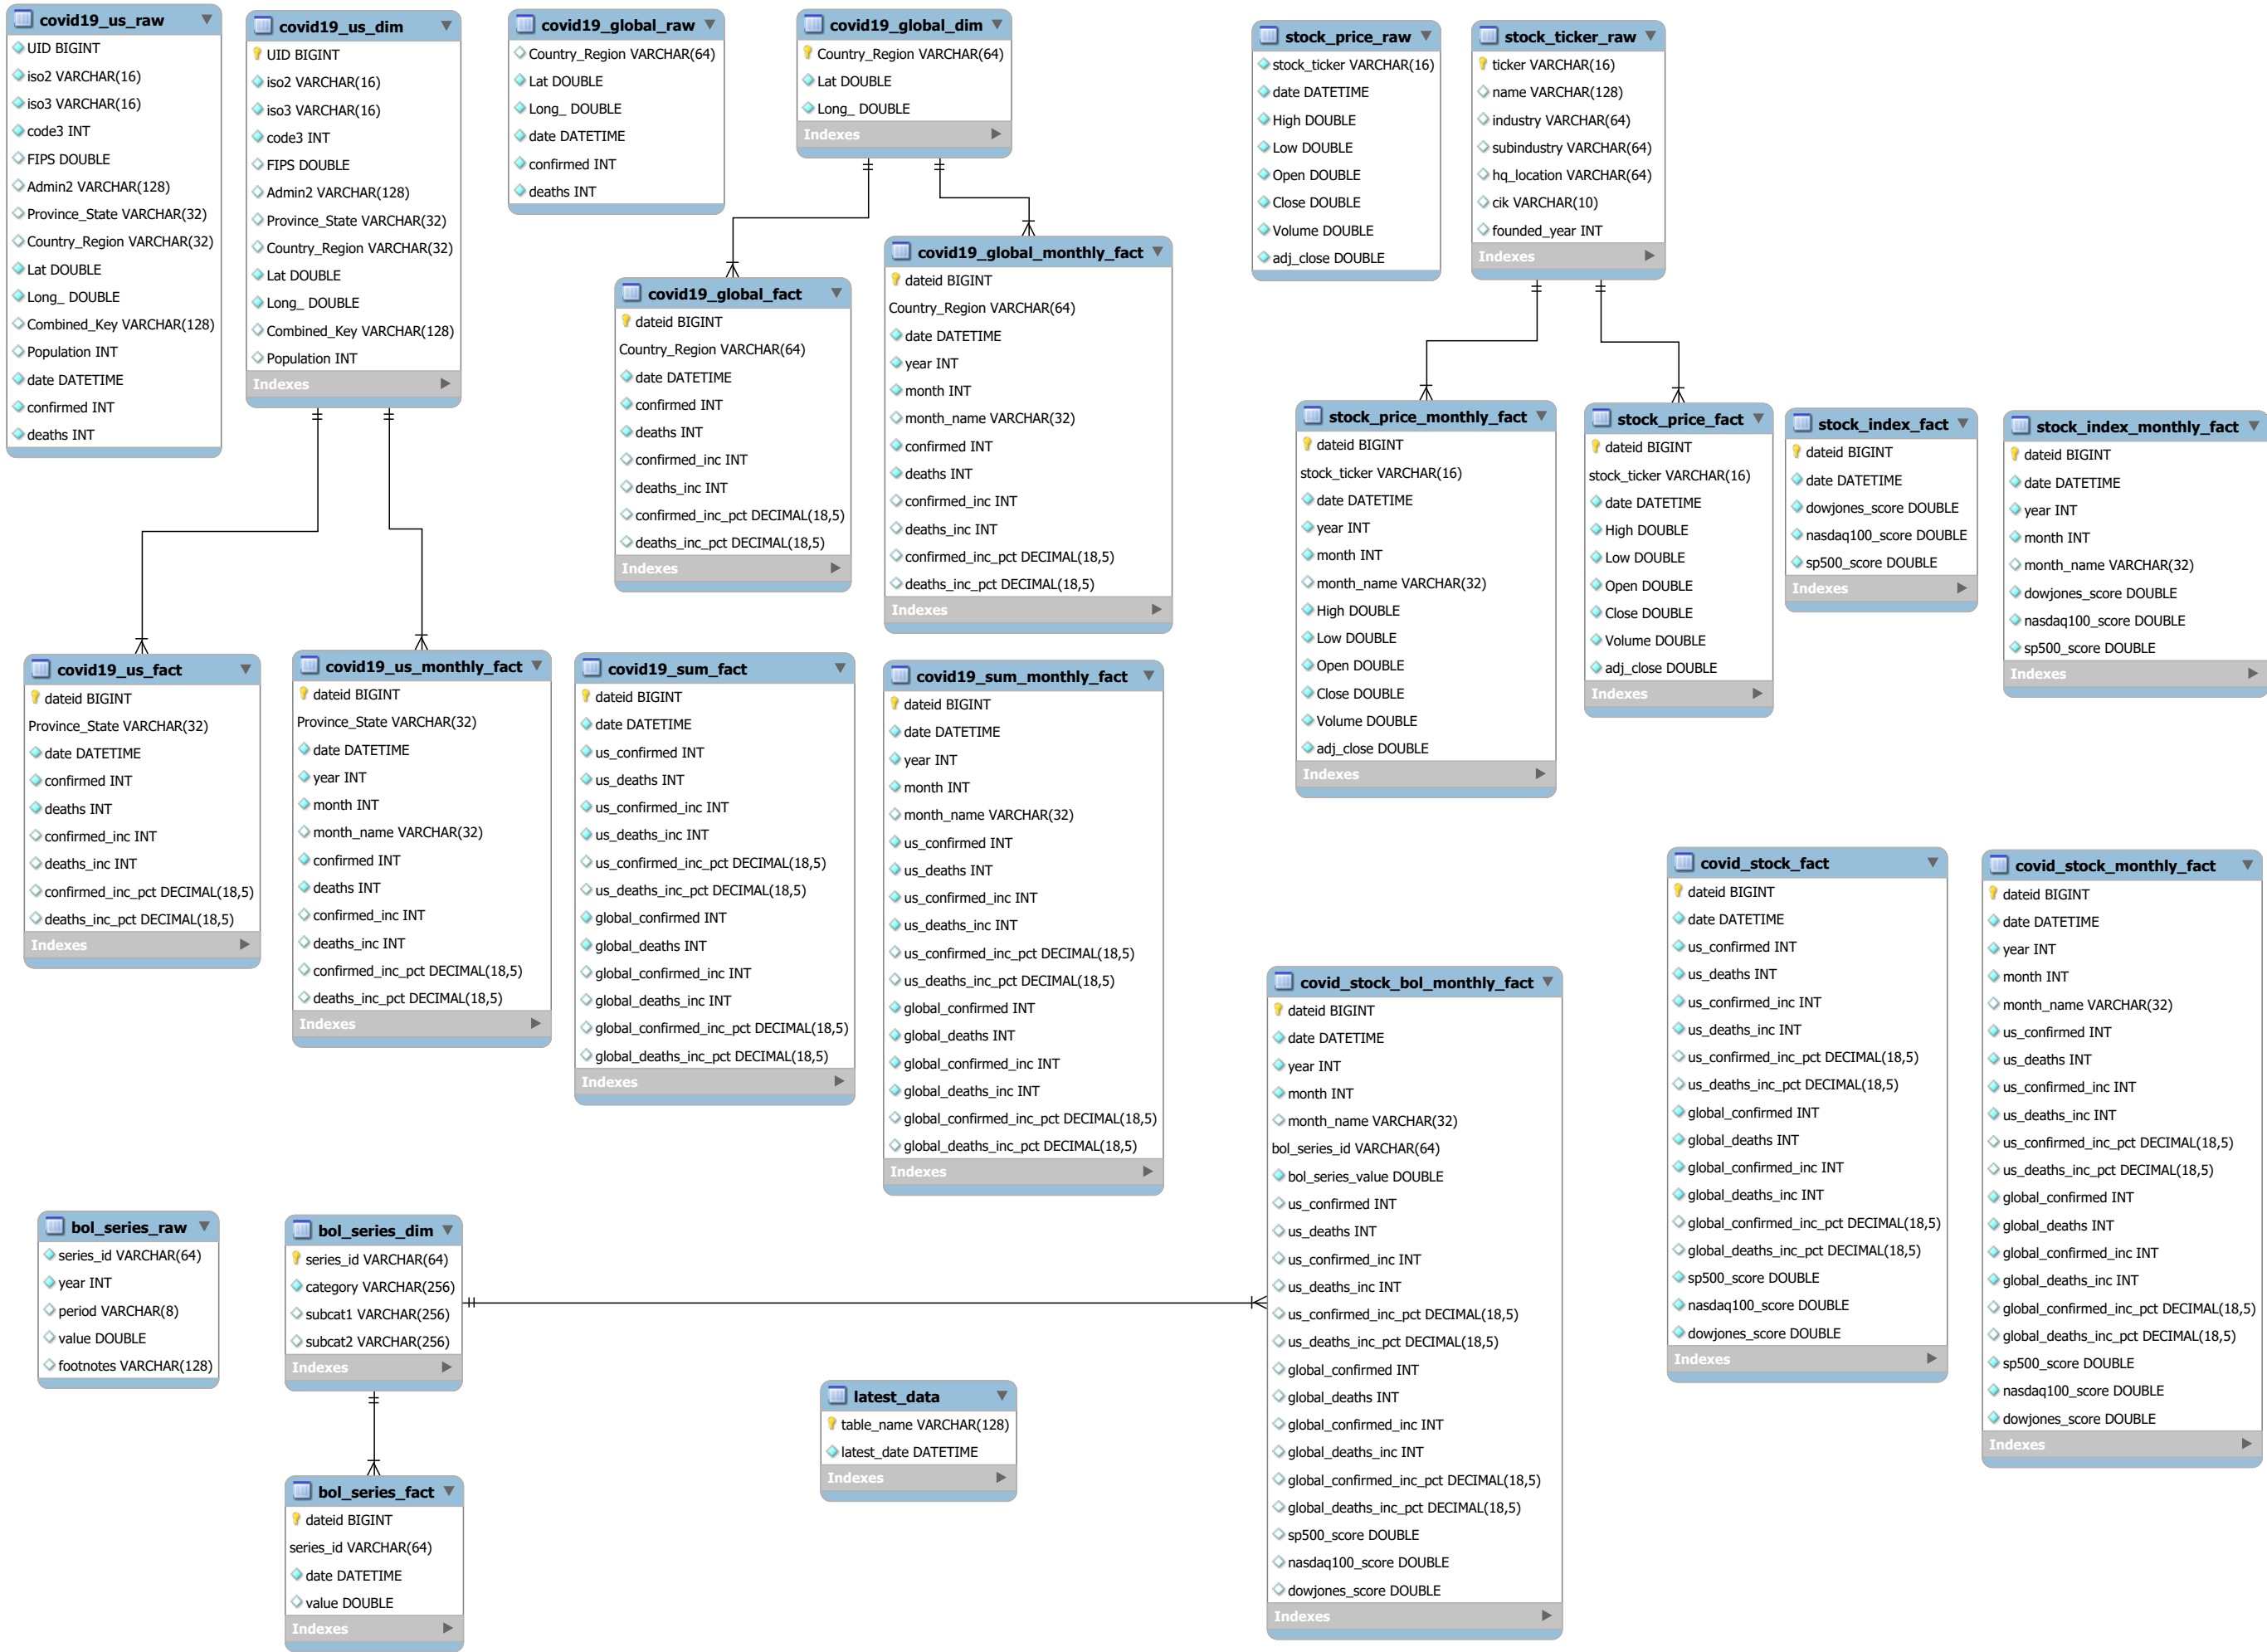 covid19_us_raw
UID BIGINT
iso2 VARCHAR(16)
iso3 VARCHAR(16)
code3 INT
FIPS DOUBLE
Admin2 VARCHAR(128)
Province_State VARCHAR(32)
Country_Region VARCHAR(32)
Lat DOUBLE
Long_ DOUBLE
Combined_Key VARCHAR(128)
Population INT
date DATETIME
confirmed INT
deaths INT
covid19_us_dim
UID BIGINT
iso2 VARCHAR(16)
iso3 VARCHAR(16)
code3 INT
FIPS DOUBLE
Admin2 VARCHAR(128)
Province_State VARCHAR(32)
Country_Region VARCHAR(32)
Lat DOUBLE
Long_ DOUBLE
Combined_Key VARCHAR(128)
Population INT
Indexes
covid19_global_raw
Country_Region VARCHAR(64)
Lat DOUBLE
Long_ DOUBLE
date DATETIME
confirmed INT
deaths INT
covid19_global_dim
Country_Region VARCHAR(64)
Lat DOUBLE
Long_ DOUBLE
Indexes
stock_price_raw
stock_ticker VARCHAR(16)
date DATETIME
High DOUBLE
Low DOUBLE
Open DOUBLE
Close DOUBLE
Volume DOUBLE
adj_close DOUBLE
stock_ticker_raw
ticker VARCHAR(16)
name VARCHAR(128)
industry VARCHAR(64)
subindustry VARCHAR(64)
hq_location VARCHAR(64)
cik VARCHAR(10)
founded_year INT
Indexes
covid19_global_fact
dateid BIGINT
Country_Region VARCHAR(64)
date DATETIME
confirmed INT
deaths INT
confirmed_inc INT
deaths_inc INT
confirmed_inc_pct DECIMAL(18,5)
deaths_inc_pct DECIMAL(18,5)
Indexes
covid19_global_monthly_fact
dateid BIGINT
Country_Region VARCHAR(64)
date DATETIME
year INT
month INT
month_name VARCHAR(32)
confirmed INT
deaths INT
confirmed_inc INT
deaths_inc INT
confirmed_inc_pct DECIMAL(18,5)
deaths_inc_pct DECIMAL(18,5)
Indexes
stock_price_monthly_fact
dateid BIGINT
stock_ticker VARCHAR(16)
date DATETIME
year INT
month INT
month_name VARCHAR(32)
High DOUBLE
Low DOUBLE
Open DOUBLE
Close DOUBLE
Volume DOUBLE
adj_close DOUBLE
Indexes
stock_price_fact
dateid BIGINT
stock_ticker VARCHAR(16)
date DATETIME
High DOUBLE
Low DOUBLE
Open DOUBLE
Close DOUBLE
Volume DOUBLE
adj_close DOUBLE
Indexes
stock_index_fact
dateid BIGINT
date DATETIME
dowjones_score DOUBLE
nasdaq100_score DOUBLE
sp500_score DOUBLE
Indexes
stock_index_monthly_fact
dateid BIGINT
date DATETIME
year INT
month INT
month_name VARCHAR(32)
dowjones_score DOUBLE
nasdaq100_score DOUBLE
sp500_score DOUBLE
Indexes
covid19_us_fact
dateid BIGINT
Province_State VARCHAR(32)
date DATETIME
confirmed INT
deaths INT
confirmed_inc INT
deaths_inc INT
confirmed_inc_pct DECIMAL(18,5)
deaths_inc_pct DECIMAL(18,5)
Indexes
covid19_us_monthly_fact
dateid BIGINT
Province_State VARCHAR(32)
date DATETIME
year INT
month INT
month_name VARCHAR(32)
confirmed INT
deaths INT
confirmed_inc INT
deaths_inc INT
confirmed_inc_pct DECIMAL(18,5)
deaths_inc_pct DECIMAL(18,5)
Indexes
covid19_sum_fact
dateid BIGINT
date DATETIME
us_confirmed INT
us_deaths INT
us_confirmed_inc INT
us_deaths_inc INT
us_confirmed_inc_pct DECIMAL(18,5)
us_deaths_inc_pct DECIMAL(18,5)
global_confirmed INT
global_deaths INT
global_confirmed_inc INT
global_deaths_inc INT
global_confirmed_inc_pct DECIMAL(18,5)
global_deaths_inc_pct DECIMAL(18,5)
Indexes
covid19_sum_monthly_fact
dateid BIGINT
date DATETIME
year INT
month INT
month_name VARCHAR(32)
us_confirmed INT
us_deaths INT
us_confirmed_inc INT
us_deaths_inc INT
us_confirmed_inc_pct DECIMAL(18,5)
us_deaths_inc_pct DECIMAL(18,5)
global_confirmed INT
global_deaths INT
global_confirmed_inc INT
global_deaths_inc INT
global_confirmed_inc_pct DECIMAL(18,5)
global_deaths_inc_pct DECIMAL(18,5)
Indexes
covid_stock_fact
dateid BIGINT
date DATETIME
us_confirmed INT
us_deaths INT
us_confirmed_inc INT
us_deaths_inc INT
us_confirmed_inc_pct DECIMAL(18,5)
us_deaths_inc_pct DECIMAL(18,5)
global_confirmed INT
global_deaths INT
global_confirmed_inc INT
global_deaths_inc INT
global_confirmed_inc_pct DECIMAL(18,5)
global_deaths_inc_pct DECIMAL(18,5)
sp500_score DOUBLE
nasdaq100_score DOUBLE
dowjones_score DOUBLE
Indexes
covid_stock_monthly_fact
dateid BIGINT
date DATETIME
year INT
month INT
month_name VARCHAR(32)
us_confirmed INT
us_deaths INT
us_confirmed_inc INT
us_deaths_inc INT
us_confirmed_inc_pct DECIMAL(18,5)
us_deaths_inc_pct DECIMAL(18,5)
global_confirmed INT
global_deaths INT
global_confirmed_inc INT
global_deaths_inc INT
global_confirmed_inc_pct DECIMAL(18,5)
global_deaths_inc_pct DECIMAL(18,5)
sp500_score DOUBLE
nasdaq100_score DOUBLE
dowjones_score DOUBLE
Indexes
covid_stock_bol_monthly_fact
dateid BIGINT
date DATETIME
year INT
month INT
month_name VARCHAR(32)
bol_series_id VARCHAR(64)
bol_series_value DOUBLE
us_confirmed INT
us_deaths INT
us_confirmed_inc INT
us_deaths_inc INT
us_confirmed_inc_pct DECIMAL(18,5)
us_deaths_inc_pct DECIMAL(18,5)
global_confirmed INT
global_deaths INT
global_confirmed_inc INT
global_deaths_inc INT
global_confirmed_inc_pct DECIMAL(18,5)
global_deaths_inc_pct DECIMAL(18,5)
sp500_score DOUBLE
nasdaq100_score DOUBLE
dowjones_score DOUBLE
Indexes
bol_series_raw
series_id VARCHAR(64)
year INT
period VARCHAR(8)
value DOUBLE
footnotes VARCHAR(128)
bol_series_dim
series_id VARCHAR(64)
category VARCHAR(256)
subcat1 VARCHAR(256)
subcat2 VARCHAR(256)
Indexes
latest_data
table_name VARCHAR(128)
latest_date DATETIME
Indexes
bol_series_fact
dateid BIGINT
series_id VARCHAR(64)
date DATETIME
value DOUBLE
Indexes